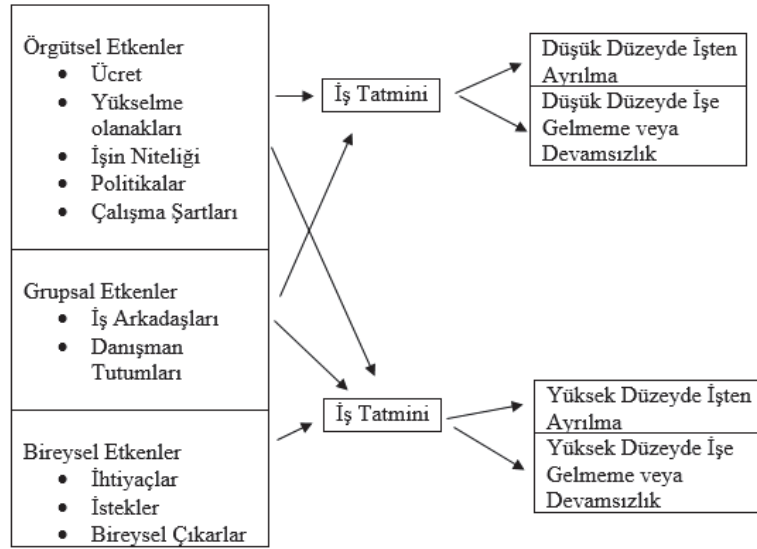 Örgütsel Etkenler
• Ücret
• Yükselme
olanakları
• İşin Niteliği
• Politikalar
• Çalışma Şartları
Grupsal Etkenler
• İş Arkadaşları
• Danışman
Tutumları
Bireysel Etkenler
• İhtiyaçlar
• İstekler
• Bireysel Çıkarlar
İş Tatmini
İş Tatmini
Düşük Düzeyde İşten
Ayrılma
Düşük Düzeyde İşe
Gelmeme veya
Devamsızlık
Yüksek Düzeyde İşten
Ayrılma
Yüksek Düzeyde İşe
Gelmeme veya
Devamsızlık